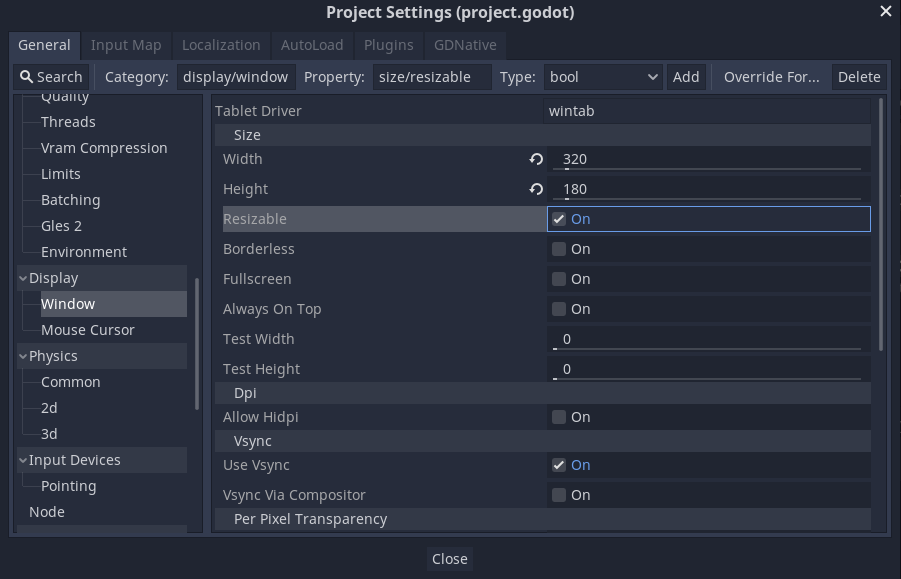 Project Settings (project.godot)
General Input Map Localization AutoLoad Plugins GDNative
Search Category: display/window Property: size/resizable Type: bool Add Override For... Delete
Quality
Threads
Vram Compression
Limits
Batching
Gles 2
Environment
Display
Window
Mouse Cursor
Physics
Common
2d
3d
Input Devices
Pointing
Node
Tablet Driver wintab
Size
Width 320
Height 180
Resizable On
Borderless On
Fullscreen On
Always On Top On
Test Width 0
Test Height 0
Dpi
Allow Hidpi On
Vsync
Use Vsync On
Vsync Via Compositor On
Per Pixel Transparency
Close